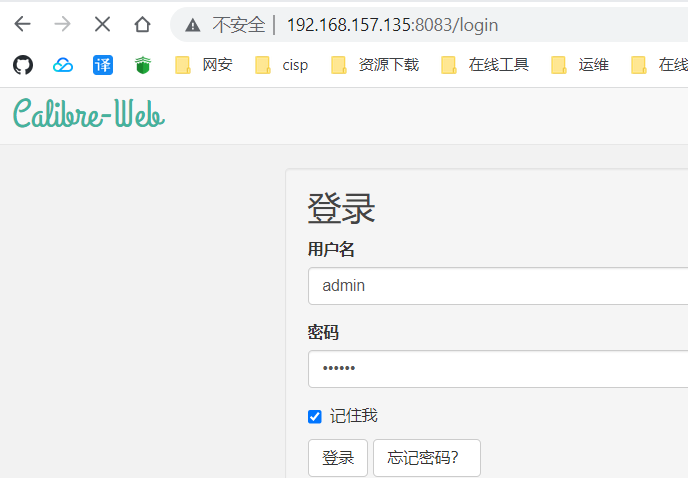 不安全 | 192.168.157.135:8083/login
译 网安 cisp 资源下载 在线工具 运维 在线
Calibre-Web
登录
用户名
admin
密码
••••••
记住我
登录 忘记密码？